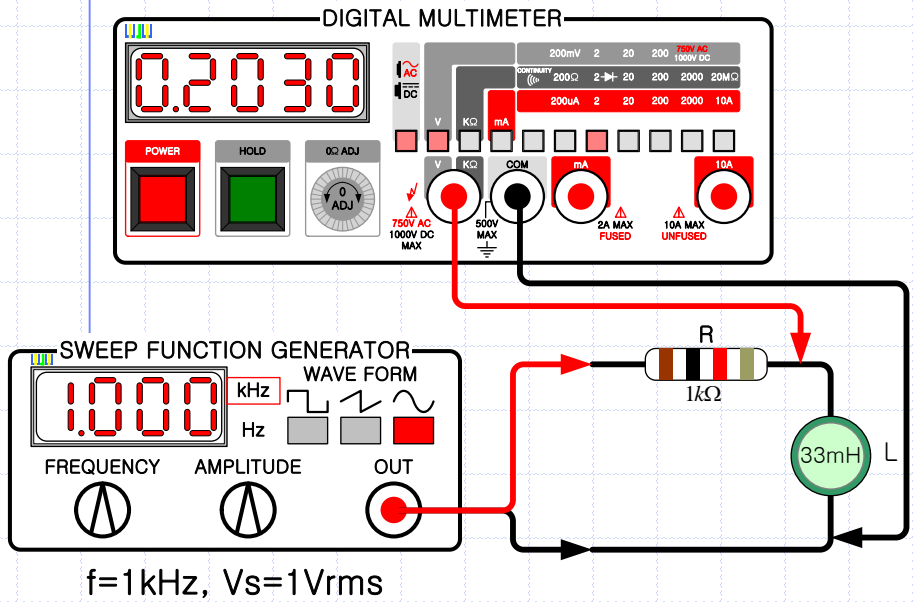 DIGITAL MULTIMETER
0.2030
AC
DC
200mV 2 20 200 750V AC 1000V DC
CONTINUITY 200Ω 2 20 200 2000 20MΩ
200uA 2 20 200 2000 10A
V KΩ mA
POWER HOLD 0Ω ADJ
0
ADJ
V KΩ COM mA 10A
750V AC
1000V DC
MAX
500V
MAX
2A MAX
FUSED
10A MAX
UNFUSED
SWEEP FUNCTION GENERATOR
1.000
kHz
Hz
WAVE FORM
FREQUENCY AMPLITUDE OUT
R
1kΩ
33mH
L
f=1kHz, Vs=1Vrms